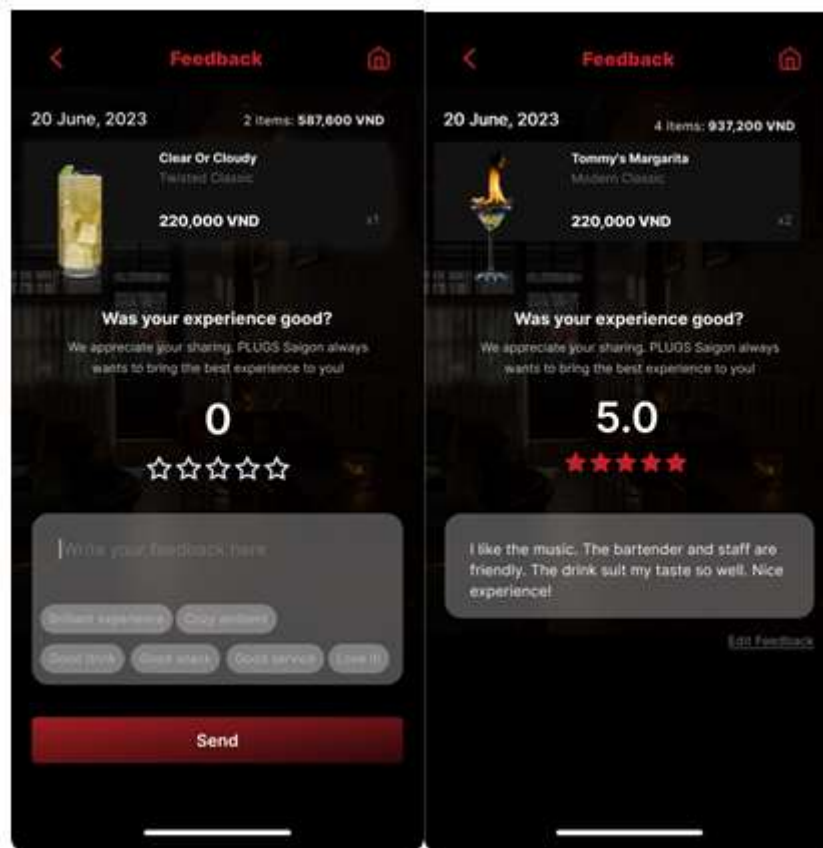 Feedback
20 June, 2023
2 items: 587,600 VND
Clear Or Cloudy
Twisted Classic
220,000 VND
x1
Was your experience good?
We appreciate your sharing. PLUGS Saigon always
wants to bring the best experience to you!
0
Write your feedback here
Brilliant experience
Cozy ambient
Good drink
Good snack
Good service
Love it!
Send
Feedback
20 June, 2023
4 items: 937,200 VND
Tommy's Margarita
Modern Classic
220,000 VND
x2
Was your experience good?
We appreciate your sharing. PLUGS Saigon always
wants to bring the best experience to you!
5.0
I like the music. The bartender and staff are
friendly. The drink suit my taste so well. Nice
experience!
Edit Feedback